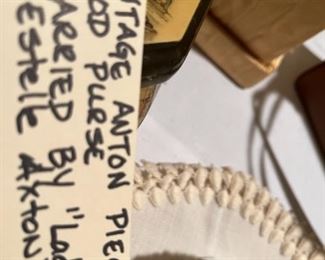 TAGE ANTON PIE
OD PURSE
ARRIED BY "La
ESTELLE AXTON